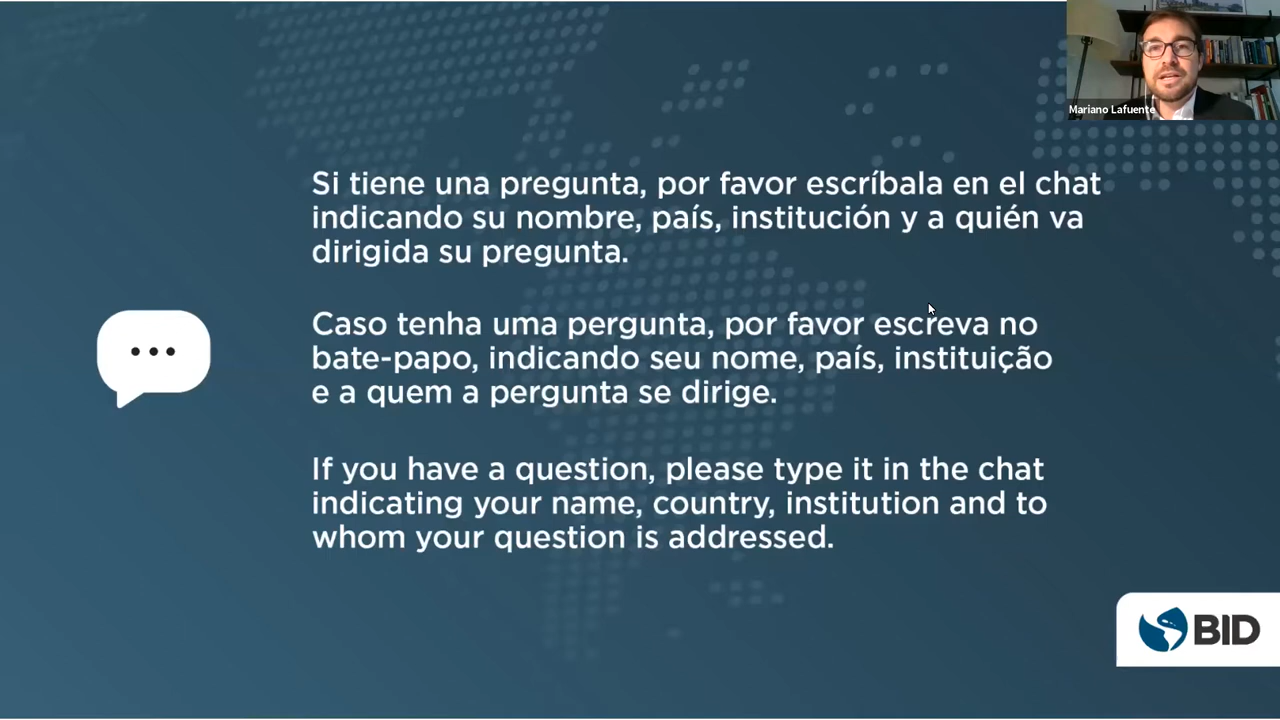 Mariano Lafuente
Si tiene una pregunta, por favor escríbala en el chat
indicando su nombre, país, institución y a quién va
dirigida su pregunta.
Caso tenha uma pergunta, por favor escreva no
bate-papo, indicando seu nome, país, instituição
e a quem a pergunta se dirige.
If you have a question, please type it in the chat
indicating your name, country, institution and to
whom your question is addressed.
BID